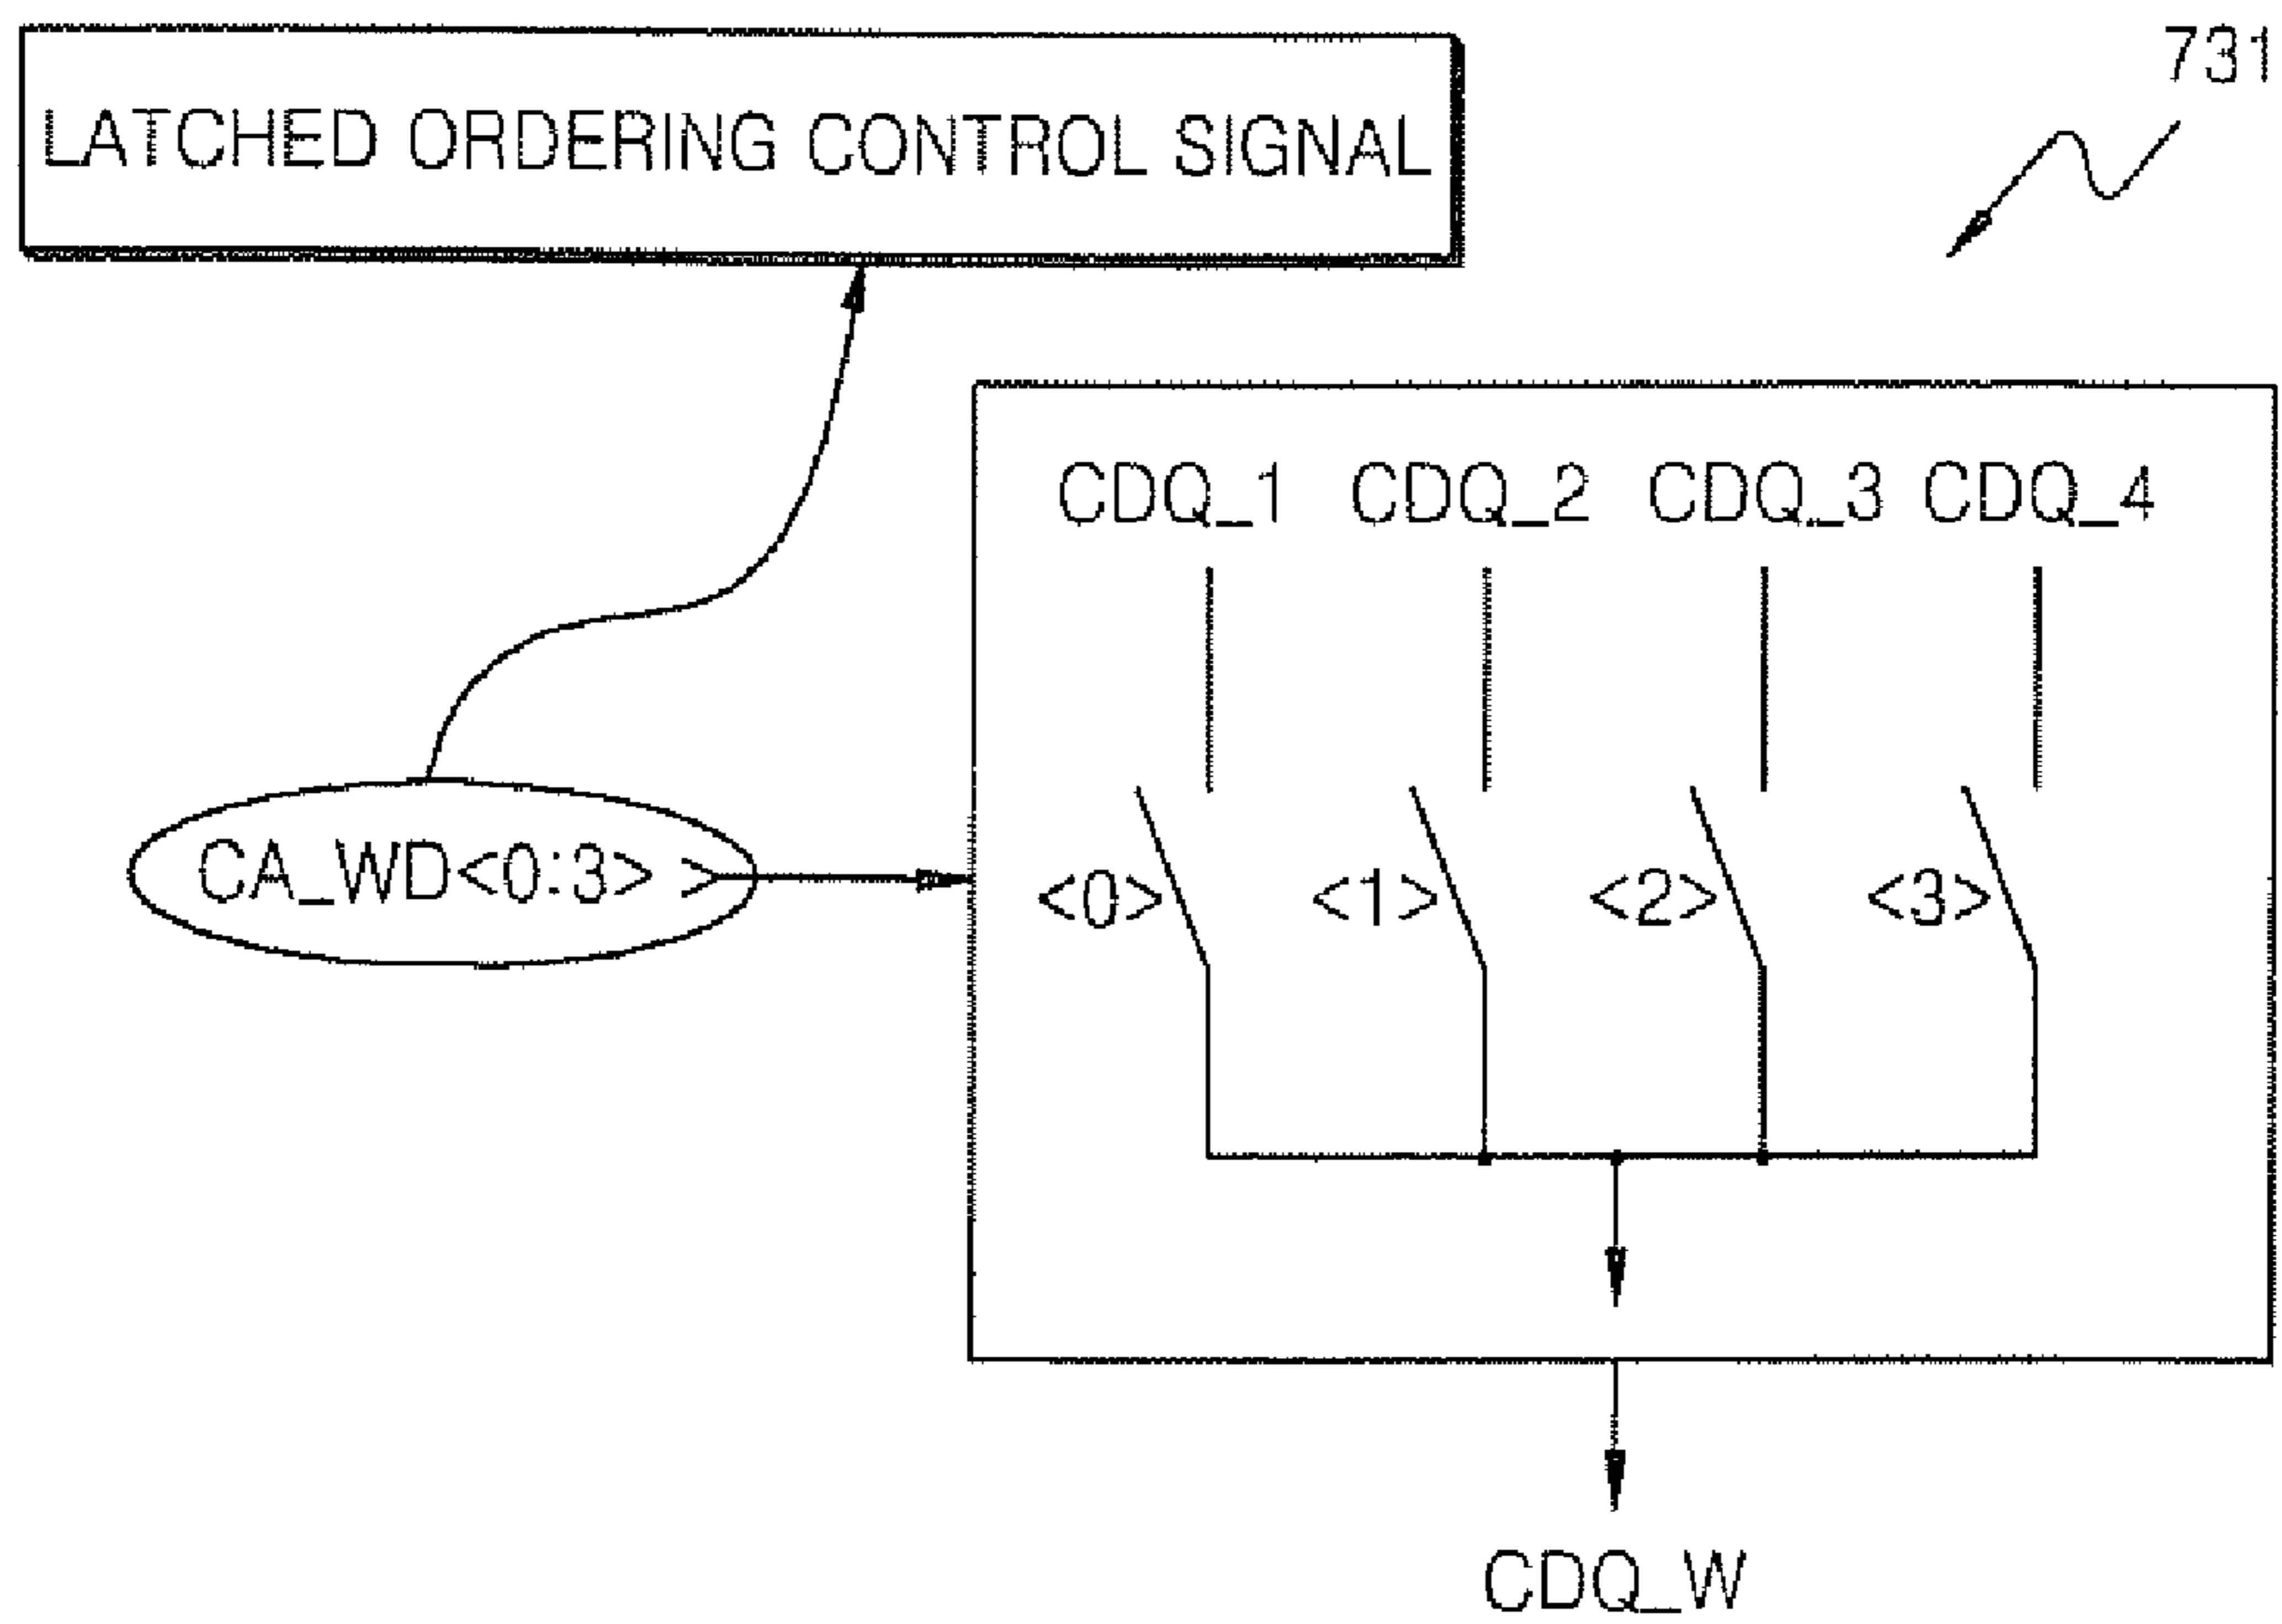 731
LATCHED ORDERING CONTROL SIGNAL
CDQ_1 CDQ_2 CDQ_3 CDQ_4
CA_WD<0:3>
<0> <1> <2> <3>
CDQ_W